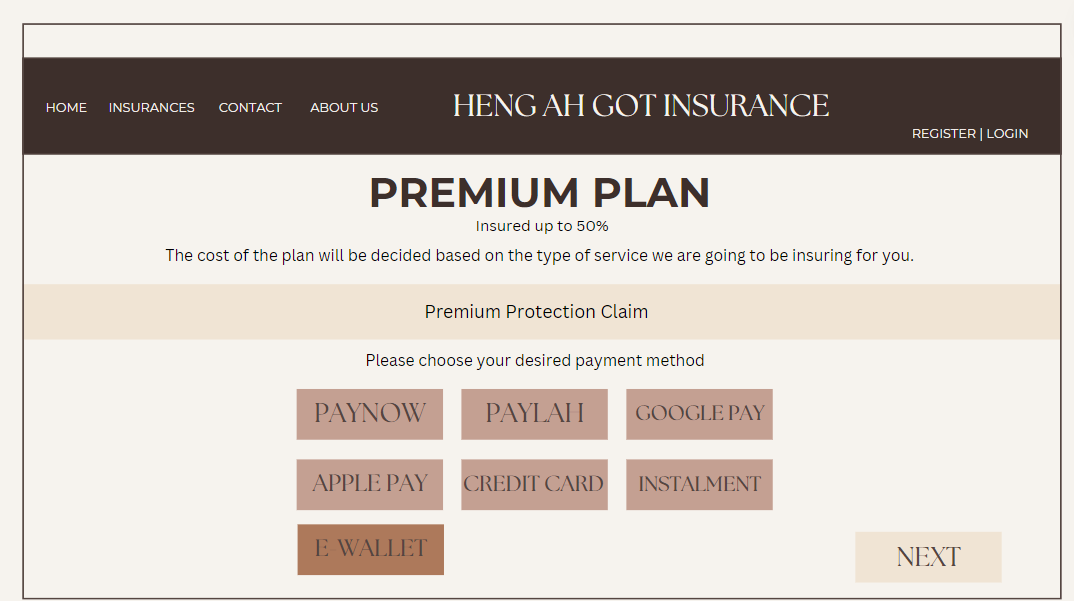 HOME INSURANCES CONTACT ABOUT US
HENG AH GOT INSURANCE
REGISTER | LOGIN
PREMIUM PLAN
Insured up to 50%
The cost of the plan will be decided based on the type of service we are going to be insuring for you.
Premium Protection Claim
Please choose your desired payment method
PAYNOW PAYLAH GOOGLE PAY
APPLE PAY CREDIT CARD INSTALMENT
E WALLET
NEXT